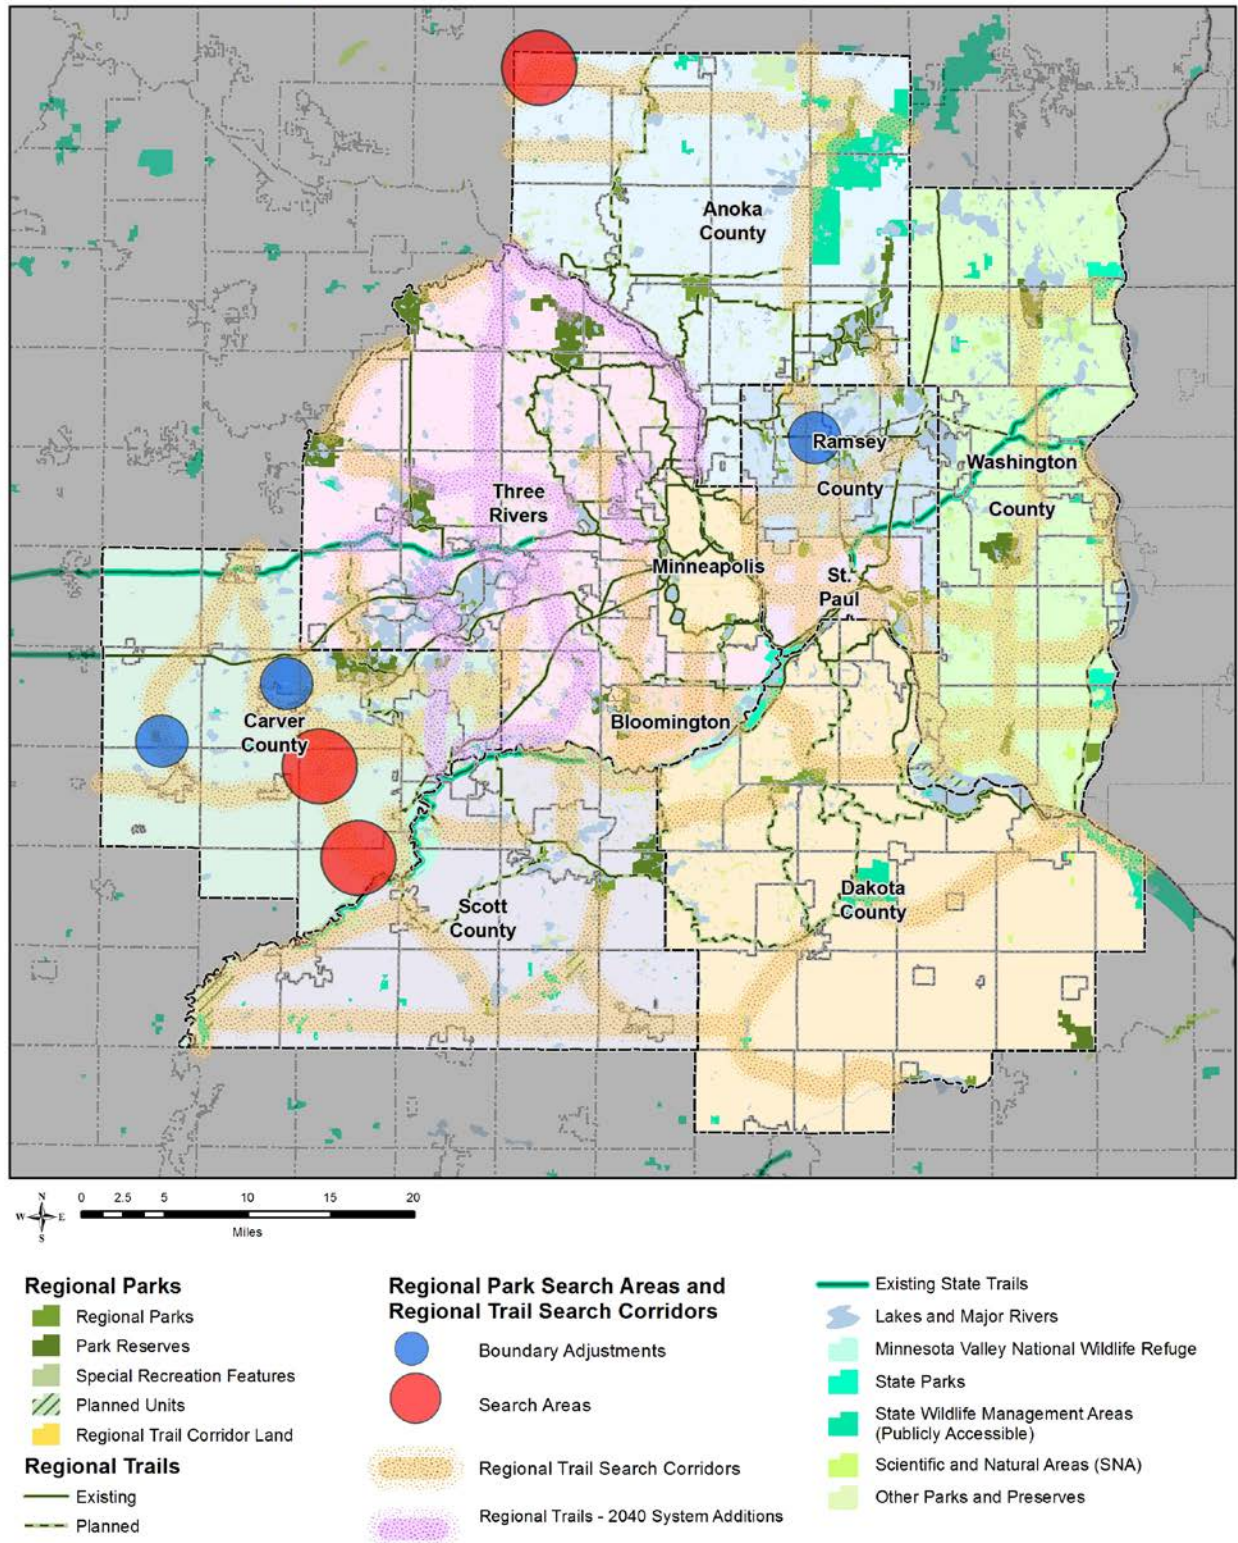 Anoka
County
Ramsey
County
Washington
County
Three
Rivers
Minneapolis
St.
Paul
Carver
County
Bloomington
Scott
County
Dakota
County
N
W E
S
0 2.5 5 10 15 20
Miles
Regional Parks
Regional Parks
Park Reserves
Special Recreation Features
Planned Units
Regional Trail Corridor Land
Regional Trails
Existing
Planned
Regional Park Search Areas and
Regional Trail Search Corridors
Boundary Adjustments
Search Areas
Regional Trail Search Corridors
Regional Trails - 2040 System Additions
Existing State Trails
Lakes and Major Rivers
Minnesota Valley National Wildlife Refuge
State Parks
State Wildlife Management Areas
(Publicly Accessible)
Scientific and Natural Areas (SNA)
Other Parks and Preserves